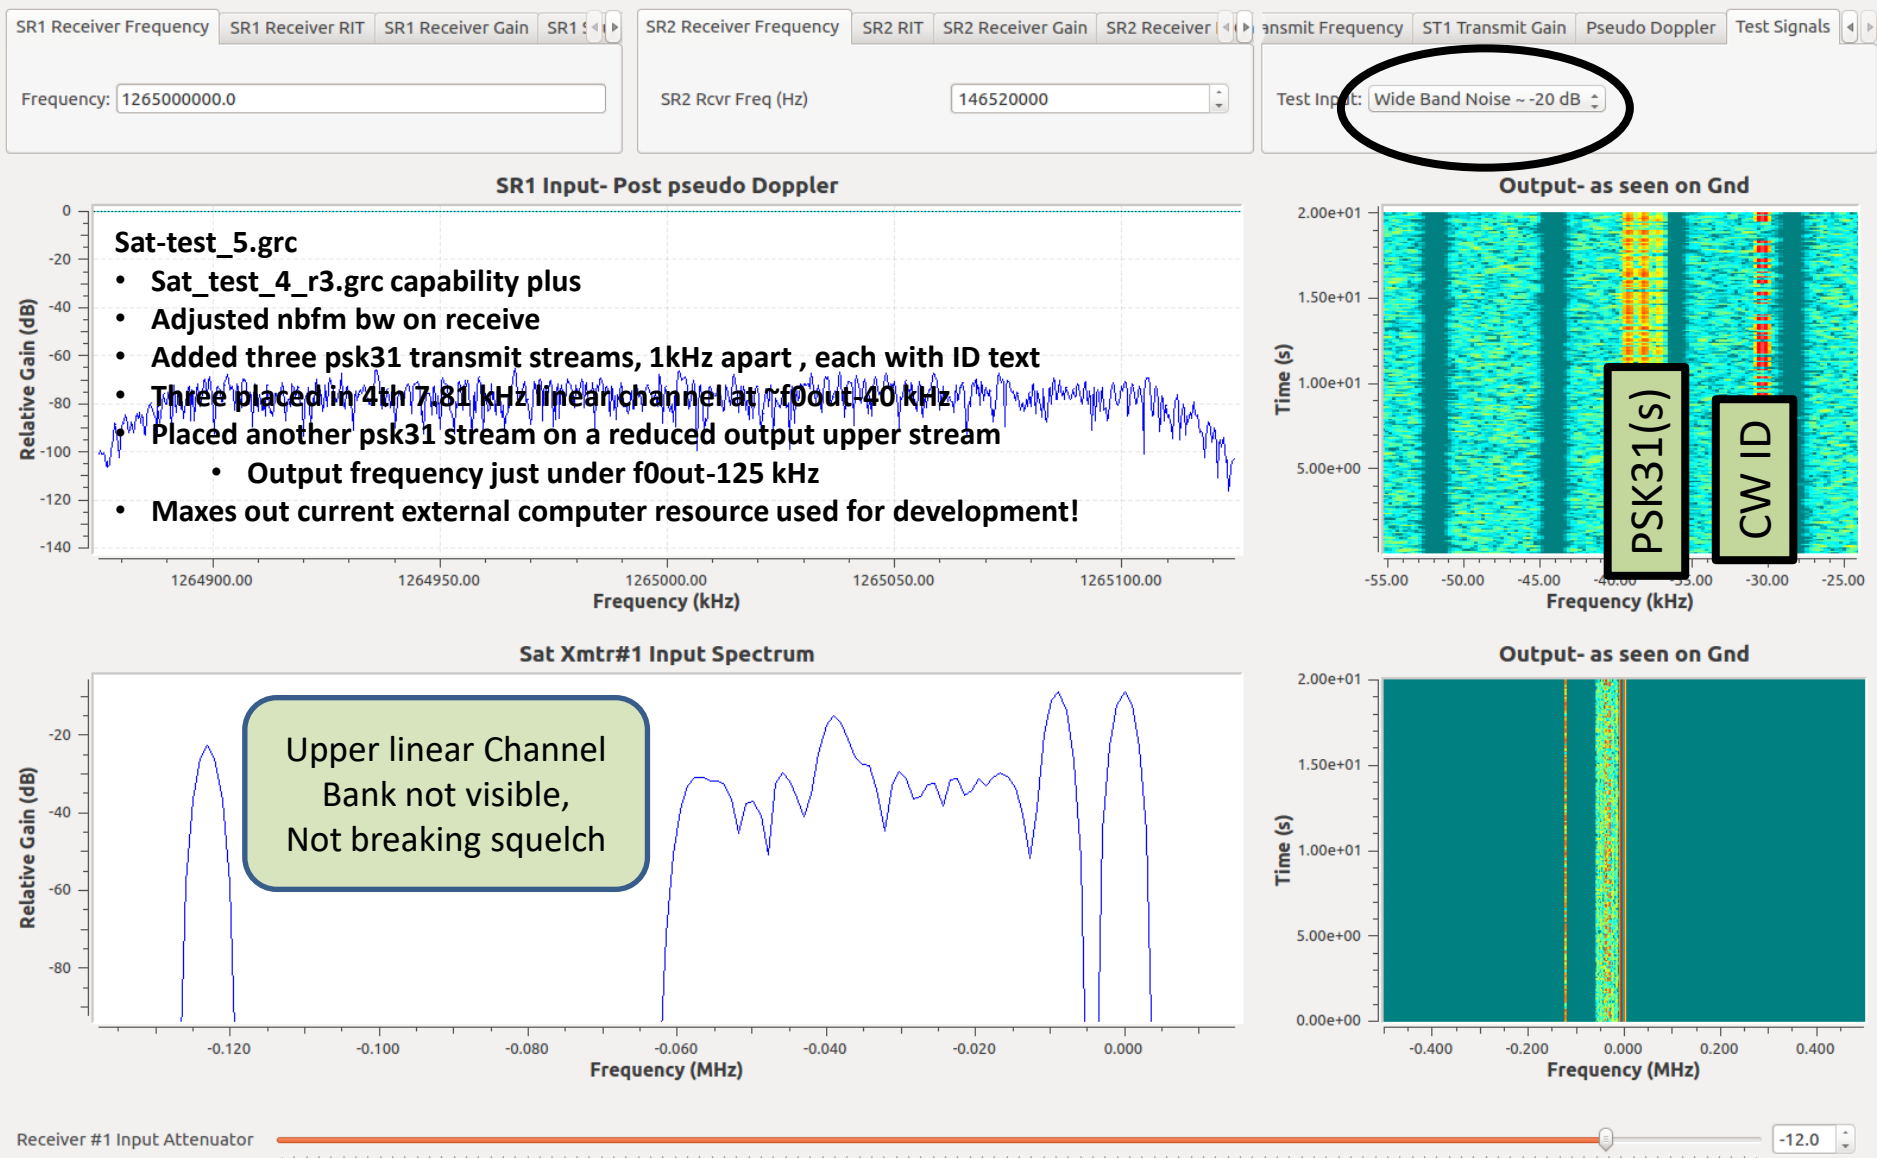 SR1 Receiver Frequency SR1 Receiver RIT SR1 Receiver Gain SR1
SR2 Receiver Frequency SR2 RIT SR2 Receiver Gain SR2 Receiver
ansmit Frequency ST1 Transmit Gain Pseudo Doppler Test Signals
Frequency: 1265000000.0
SR2 Rcvr Freq (Hz) 146520000
Test Input: Wide Band Noise ~ -20 dB
SR1 Input- Post pseudo Doppler
Relative Gain (dB)
0
-20
-40
-60
-80
-100
-120
-140
Sat-test_5.grc
• Sat_test_4_r3.grc capability plus
• Adjusted nbfm bw on receive
• Added three psk31 transmit streams, 1kHz apart , each with ID text
• Three placed in 4th 7.81 kHz linear channel at ~f0out-40 kHz
• Placed another psk31 stream on a reduced output upper stream
• Output frequency just under f0out-125 kHz
• Maxes out current external computer resource used for development!
1264900.00 1264950.00 1265000.00 1265050.00 1265100.00
Frequency (kHz)
Output- as seen on Gnd
Time (s)
2.00e+01
1.50e+01
1.00e+01
5.00e+00
PSK31(s)
CW ID
-55.00 -50.00 -45.00 -40.00 -35.00 -30.00 -25.00
Frequency (kHz)
Sat Xmtr#1 Input Spectrum
Relative Gain (dB)
-20
-40
-60
-80
Upper linear Channel
Bank not visible,
Not breaking squelch
-0.120 -0.100 -0.080 -0.060 -0.040 -0.020 0.000
Frequency (MHz)
Output- as seen on Gnd
Time (s)
2.00e+01
1.50e+01
1.00e+01
5.00e+00
0.00e+00
-0.400 -0.200 0.000 0.200 0.400
Frequency (MHz)
Receiver #1 Input Attenuator -12.0